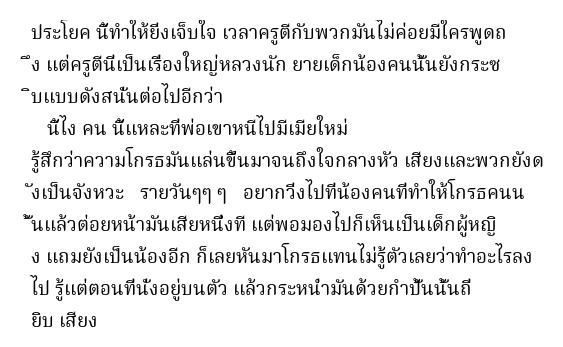 ประโยค นี้ทำให้ยิ่งเจ็บใจ เวลาครูตีกับพวกมันไม่ค่อยมีใครพูดถ
ึง แต่ครูตีนี่เป็นเรื่องใหญ่หลวงนัก ยายเด็กน้องคนนั้นยังกระซ
ิบแบบดังสนั่นต่อไปอีกว่า
นี่ไง คน นี้แหละที่พ่อเขาหนีไปมีเมียใหม่
รู้สึกว่าความโกรธมันแล่นขึ้นมาจนถึงใจกลางหัว เสียงและพวกยังด
ังเป็นจังหวะ รายวันๆๆ ๆ อยากวิ่งไปที่น้องคนที่ทำให้โกรธคนน
ั้นแล้วต่อยหน้ามันเสียหนึ่งที แต่พอมองไปก็เห็นเป็นเด็กผู้หญิ
ง แถมยังเป็นน้องอีก ก็เลยหันมาโกรธแทนไม่รู้ตัวเลยว่าทำอะไรลง
ไป รู้แต่ตอนที่นั่งอยู่บนตัว แล้วกระหน่ำมันด้วยกำปั้นนั้นถี่
ยิบ เสียง